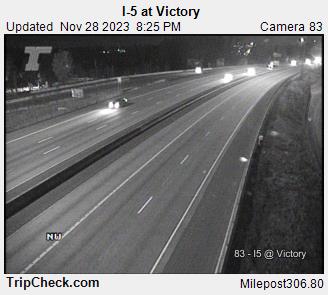 I-5 at Victory
Updated Nov 28 2023 8:25 PM Camera 83
T
NW
83 - I5 @ Victory
TripCheck.com Milepost306.80